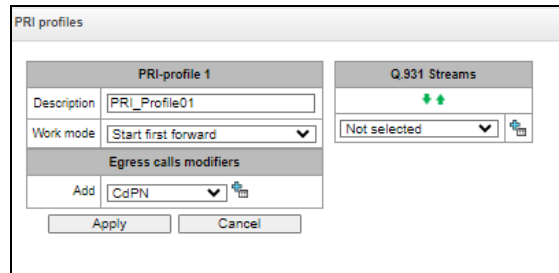 PRI profiles
PRI-profile 1
Description PRI_Profile01
Work mode Start first forward
Egress calls modifiers
Add CdPN
Apply Cancel
Q.931 Streams
Not selected